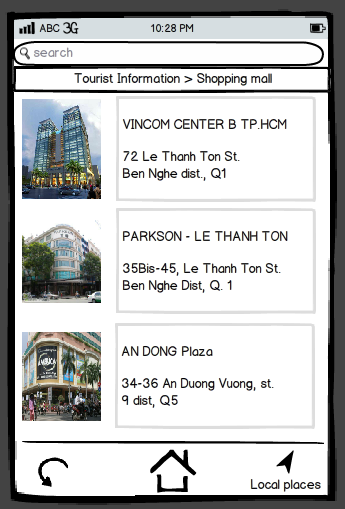 ABC 3G 10:28 PM
search
Tourist Information > Shopping mall
VINCOM CENTER B TP.HCM
72 Le Thanh Ton St.
Ben Nghe dist., Q1
PARKSON - LE THANH TON
35Bis-45, Le Thanh Ton St.
Ben Nghe Dist, Q. 1
AN DONG Plaza
34-36 An Duong Vuong, st.
9 dist, Q5
Local places